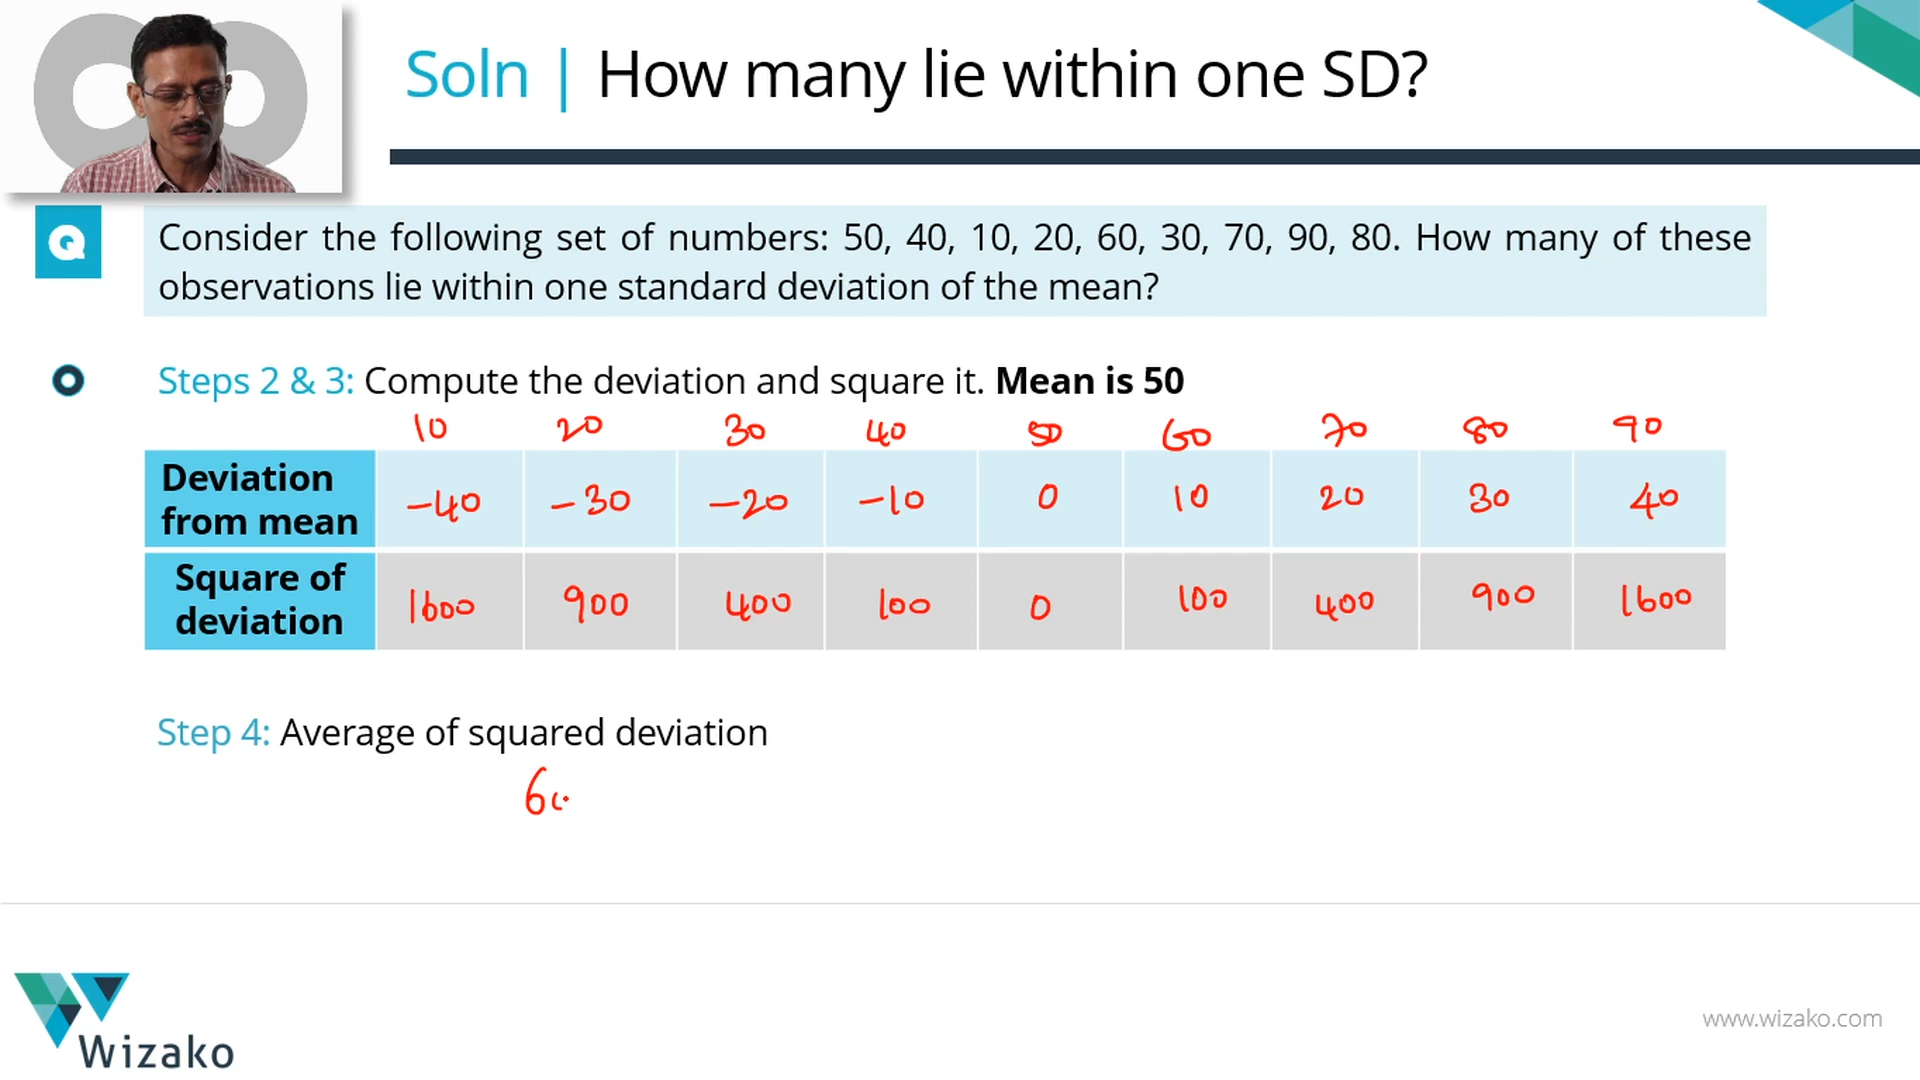 Soln | How many lie within one SD?
Q
Consider the following set of numbers: 50, 40, 10, 20, 60, 30, 70, 90, 80. How many of these
observations lie within one standard deviation of the mean?
Steps 2 & 3: Compute the deviation and square it. Mean is 50
10 20 30 40 50 60 70 80 90
Deviation
from mean
-40 -30 -20 -10 0 10 20 30 40
Square of
deviation
1600 900 400 100 0 100 400 900 1600
Step 4: Average of squared deviation
6
Wizako
www.wizako.com